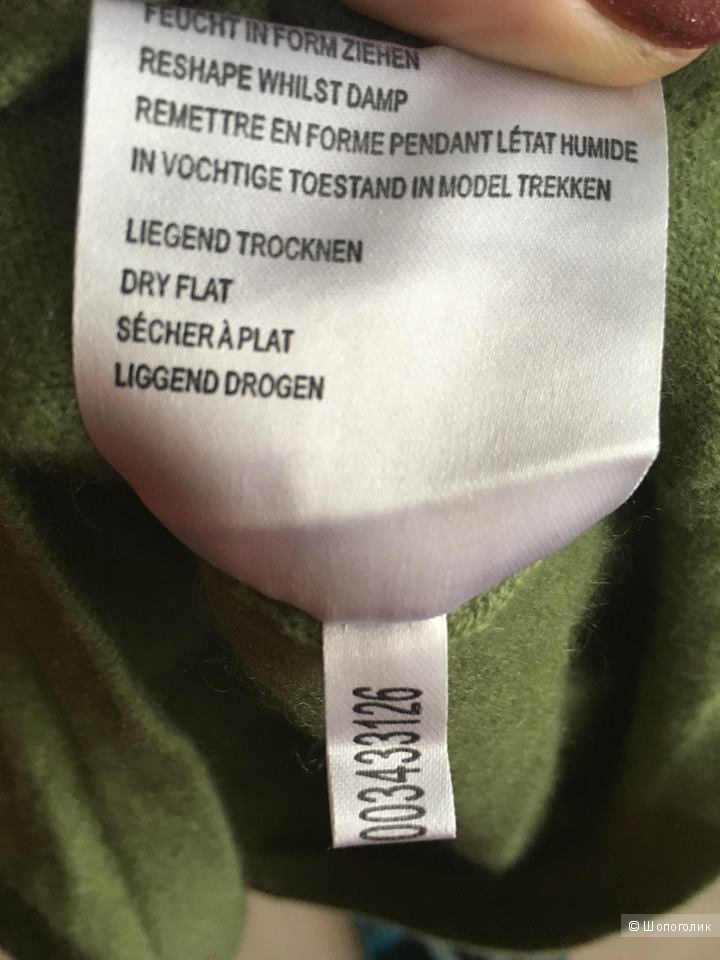 FEUCHT IN FORM ZIEHEN
RESHAPE WHILST DAMP
REMETTRE EN FORME PENDANT LÉTAT HUMIDE
IN VOCHTIGE TOESTAND IN MODEL TREKKEN
LIEGEND TROCKNEN
DRY FLAT
SÉCHER À PLAT
LIGGEND DROGEN
003433126
© Шопоголик